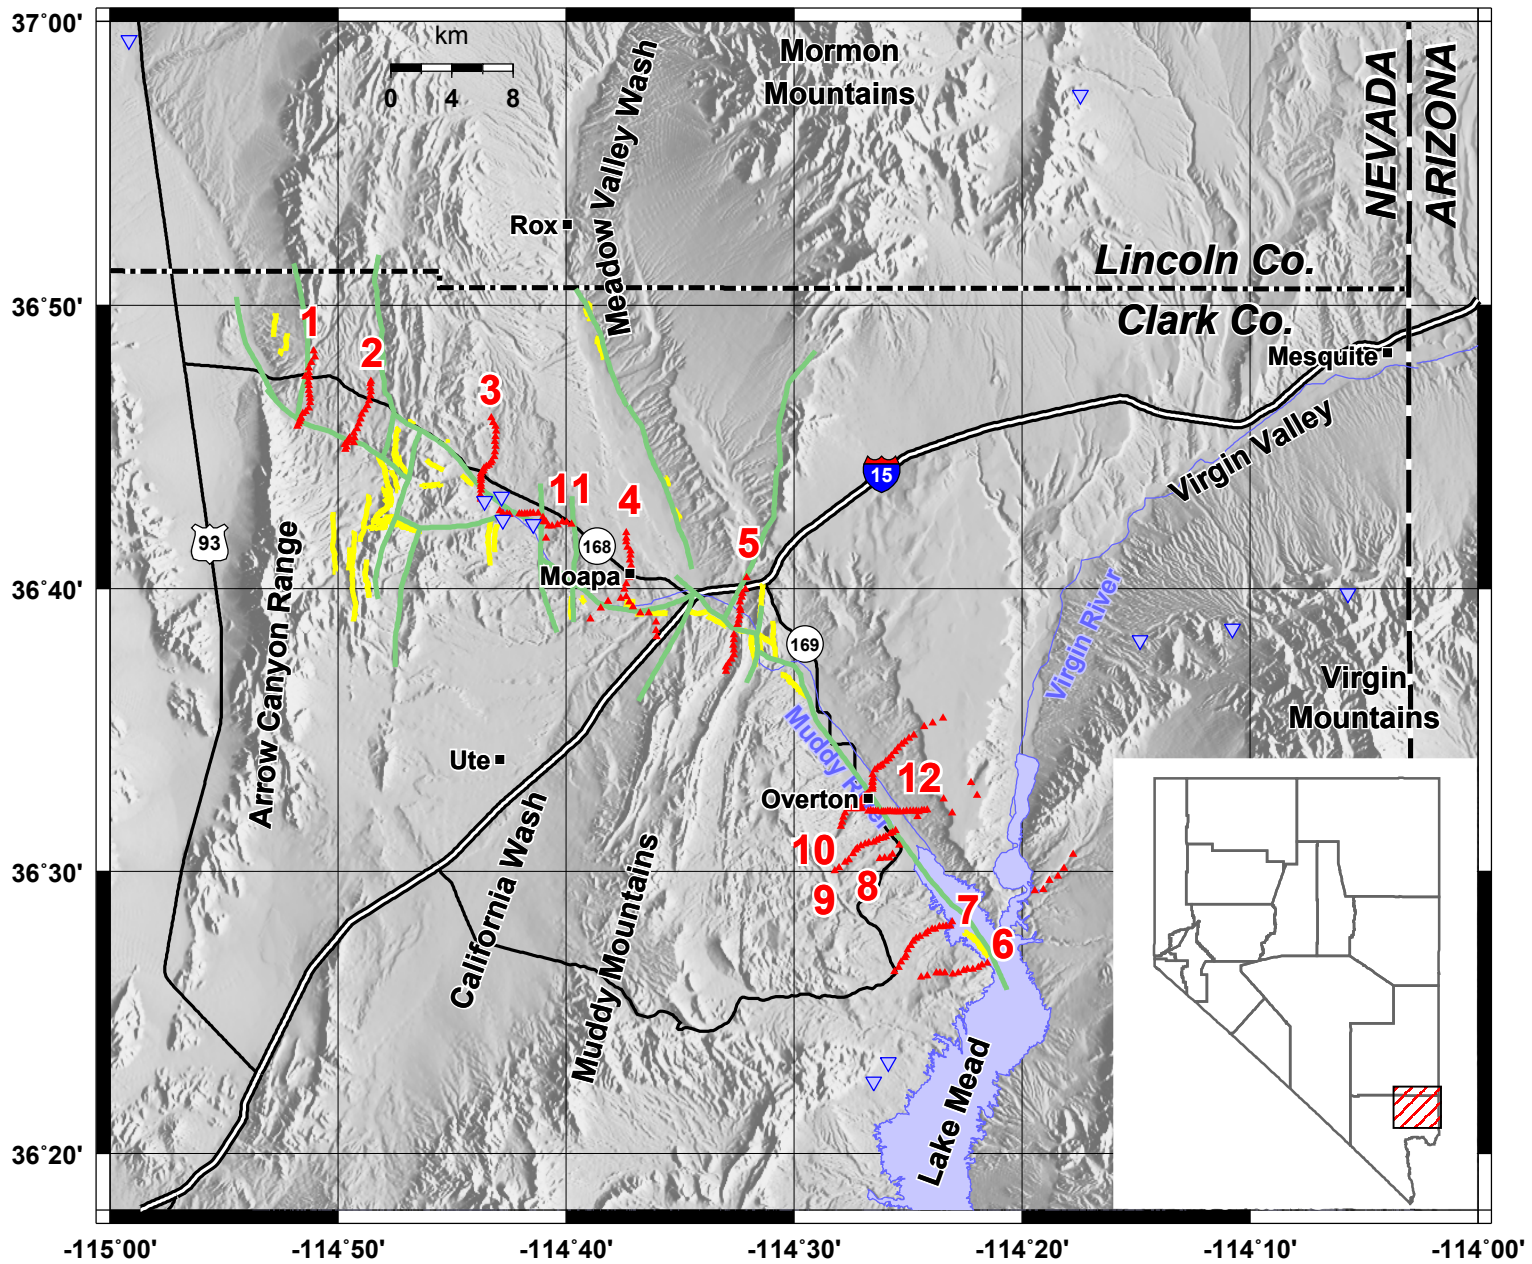 37°00'
km
0 4 8
Mormon
Mountains
NEVADA
ARIZONA
Meadow Valley Wash
Rox
Lincoln Co.
36°50'
Clark Co.
1
2
3
Mesquite
Virgin Valley
15
11
4
168
5
93
Moapa
36°40'
Arrow Canyon Range
169
Virgin River
Virgin
Mountains
Muddy River
Ute
12
Overton
California Wash
Muddy Mountains
10
36°30'
9
8
7
6
Lake Mead
36°20'
-115°00' -114°50' -114°40' -114°30' -114°20' -114°10' -114°00'